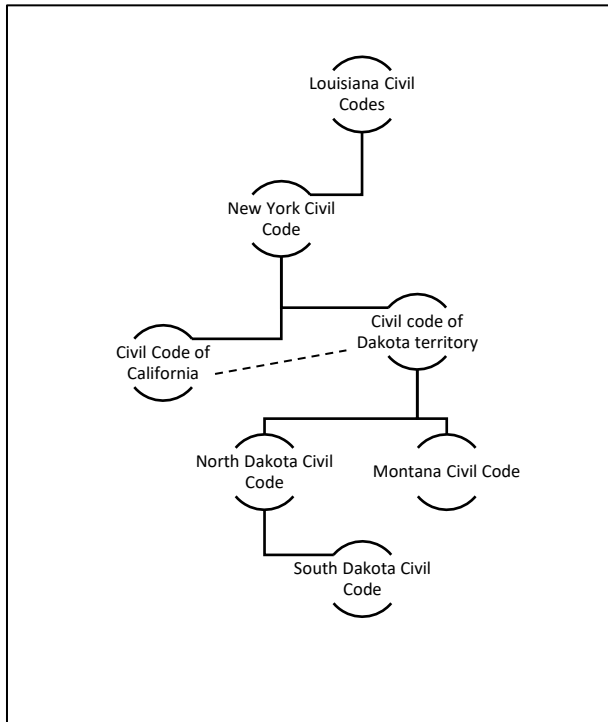 Louisiana Civil
Codes
New York Civil
Code
Civil code of
Dakota territory
Civil Code of
California
North Dakota Civil
Code
Montana Civil Code
South Dakota Civil
Code